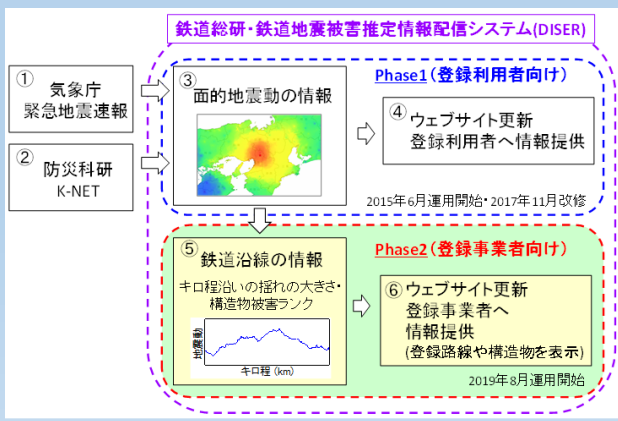 鉄道総研・鉄道地震被害推定情報配信システム(DISER)
① 気象庁
緊急地震速報
② 防災科研
K-NET
③ 面的地震動の情報
Phase1(登録利用者向け)
④ ウェブサイト更新
登録利用者へ情報提供
2015年6月運用開始・2017年11月改修
⑤ 鉄道沿線の情報
キロ程沿いの揺れの大きさ・
構造物被害ランク
地震動
キロ程 (km)
Phase2(登録事業者向け)
⑥ ウェブサイト更新
登録事業者へ
情報提供
(登録路線や構造物を表示)
2019年8月運用開始